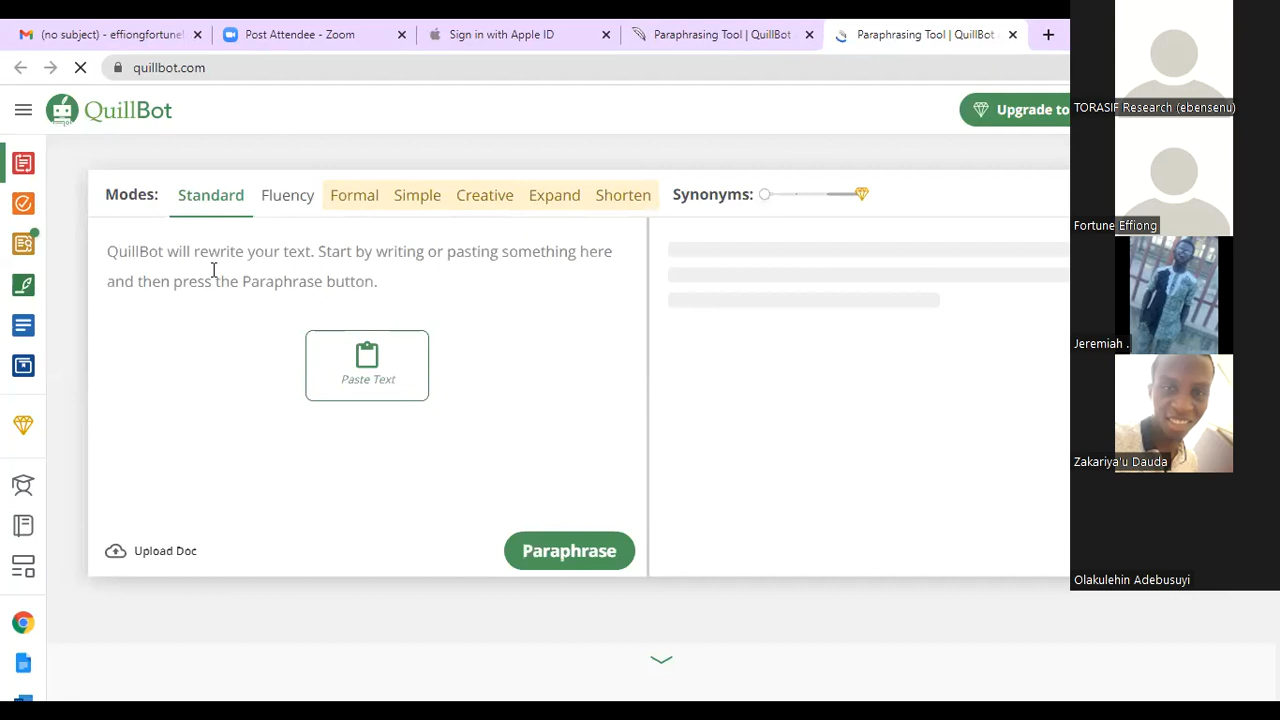 (no subject) - effiongfortune!
Post Attendee - Zoom
Sign in with Apple ID
Paraphrasing Tool | QuillBot
Paraphrasing Tool | QuillBot
quillbot.com
QuillBot
Upgrade to
Modes:
Standard
Fluency
Formal
Simple
Creative
Expand
Shorten
Synonyms:
QuillBot will rewrite your text. Start by writing or pasting something here
and then press the Paraphrase button.
Paste Text
Upload Doc
Paraphrase
TORASIF Research (ebensenu)
Fortune Effiong
Jeremiah .
Zakariya'u Dauda
Olakulehin Adebusuyi